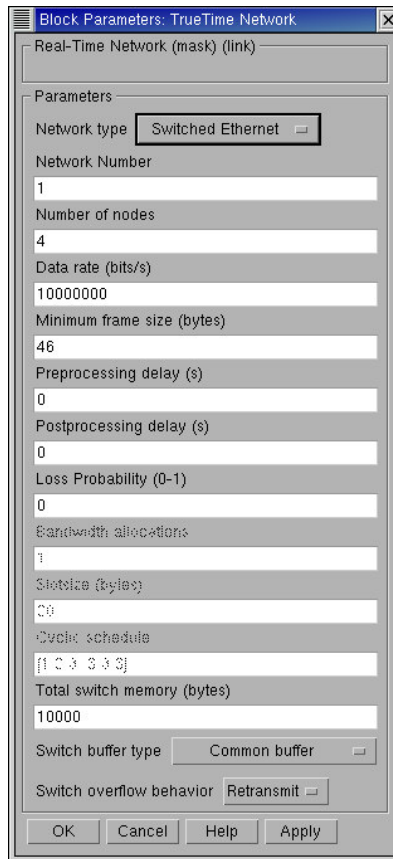 Block Parameters: TrueTime Network
Real-Time Network (mask) (link)
Parameters
Network type Switched Ethernet
Network Number
1
Number of nodes
4
Data rate (bits/s)
10000000
Minimum frame size (bytes)
46
Preprocessing delay (s)
0
Postprocessing delay (s)
0
Loss Probability (0-1)
0
Bandwidth allocations
1
Slotsize (bytes)
Cyclic schedule
Total switch memory (bytes)
10000
Switch buffer type Common buffer
Switch overflow behavior Retransmit
OK Cancel Help Apply